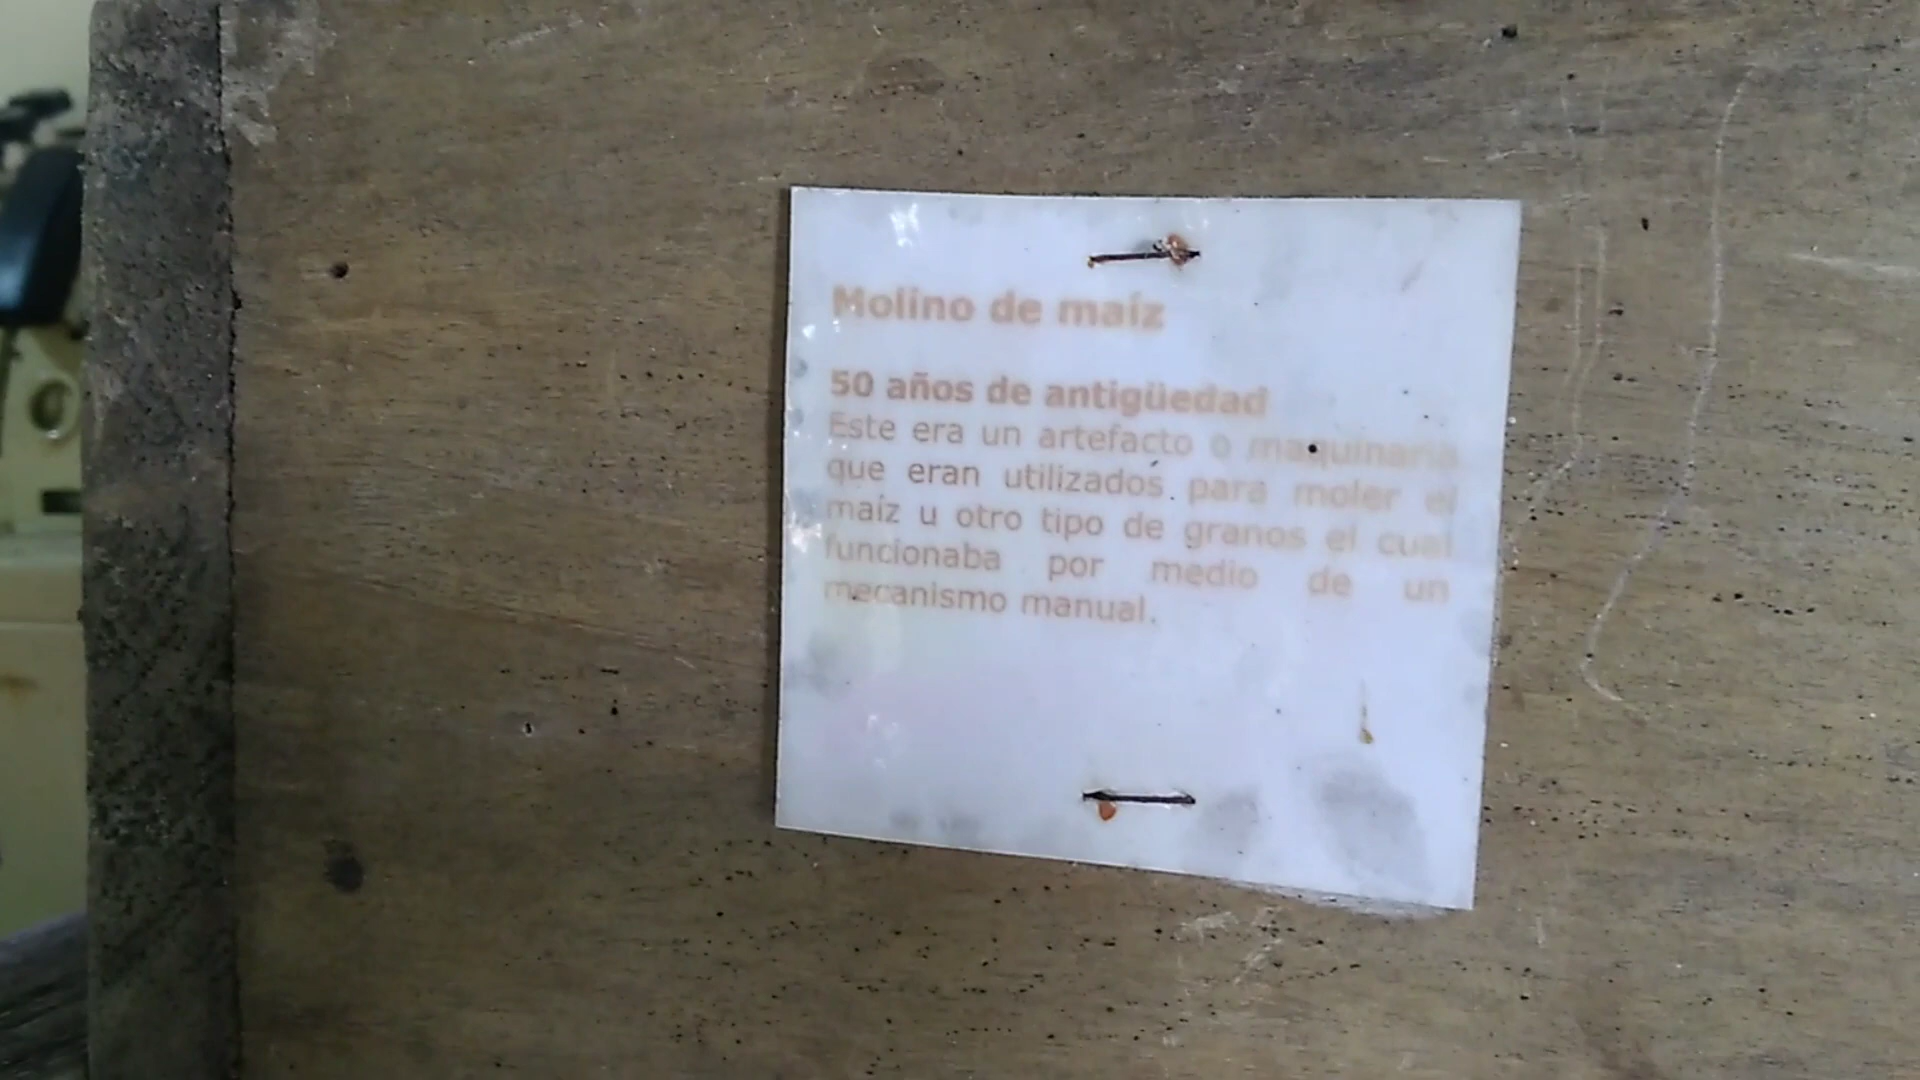 Molino de maíz
50 años de antigüedad
Este era un artefacto o maquinaria
que eran utilizados para moler el
maíz u otro tipo de granos el cual
funcionaba por medio de un
mecanismo manual.